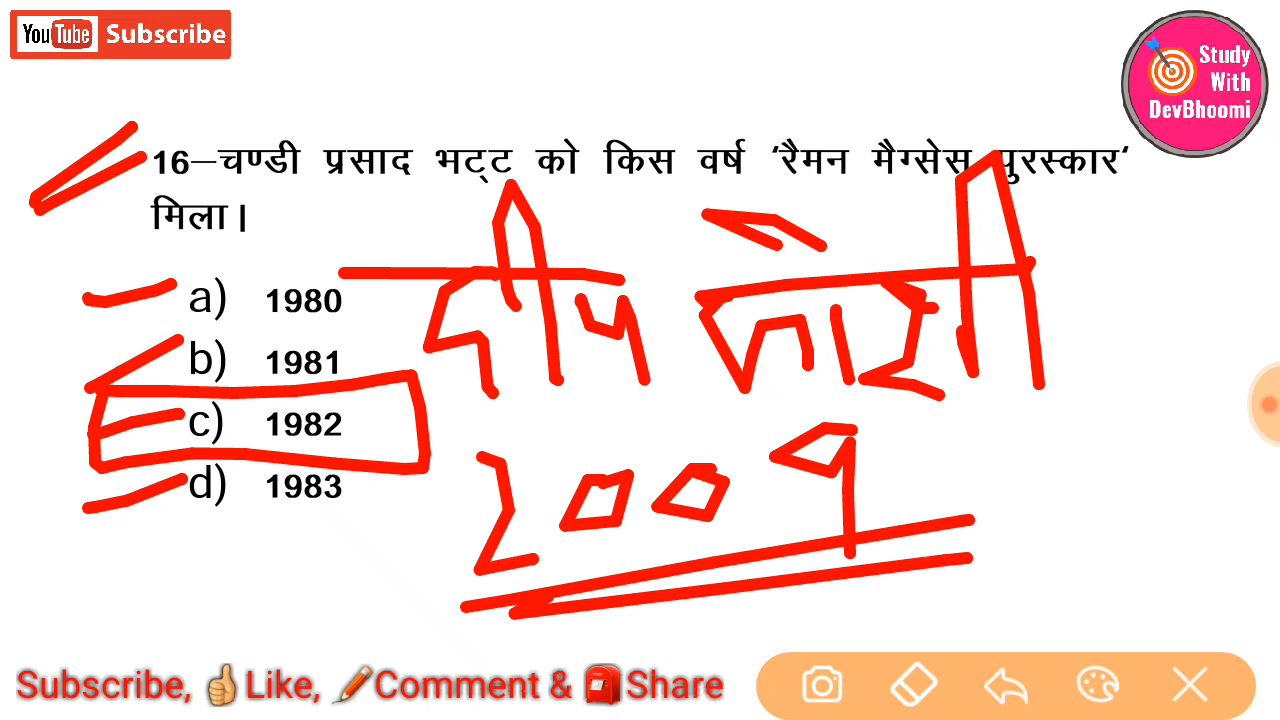 YouTube Subscribe
Study
With
DevBhoomi
16–चण्डी प्रसाद भट्ट को किस वर्ष 'रैमन मैग्सेस पुरस्कार'
मिला।
a) 1980
b) 1981
c) 1982
d) 1983
दीप जोशी
2009
Subscribe, Like, Comment & Share